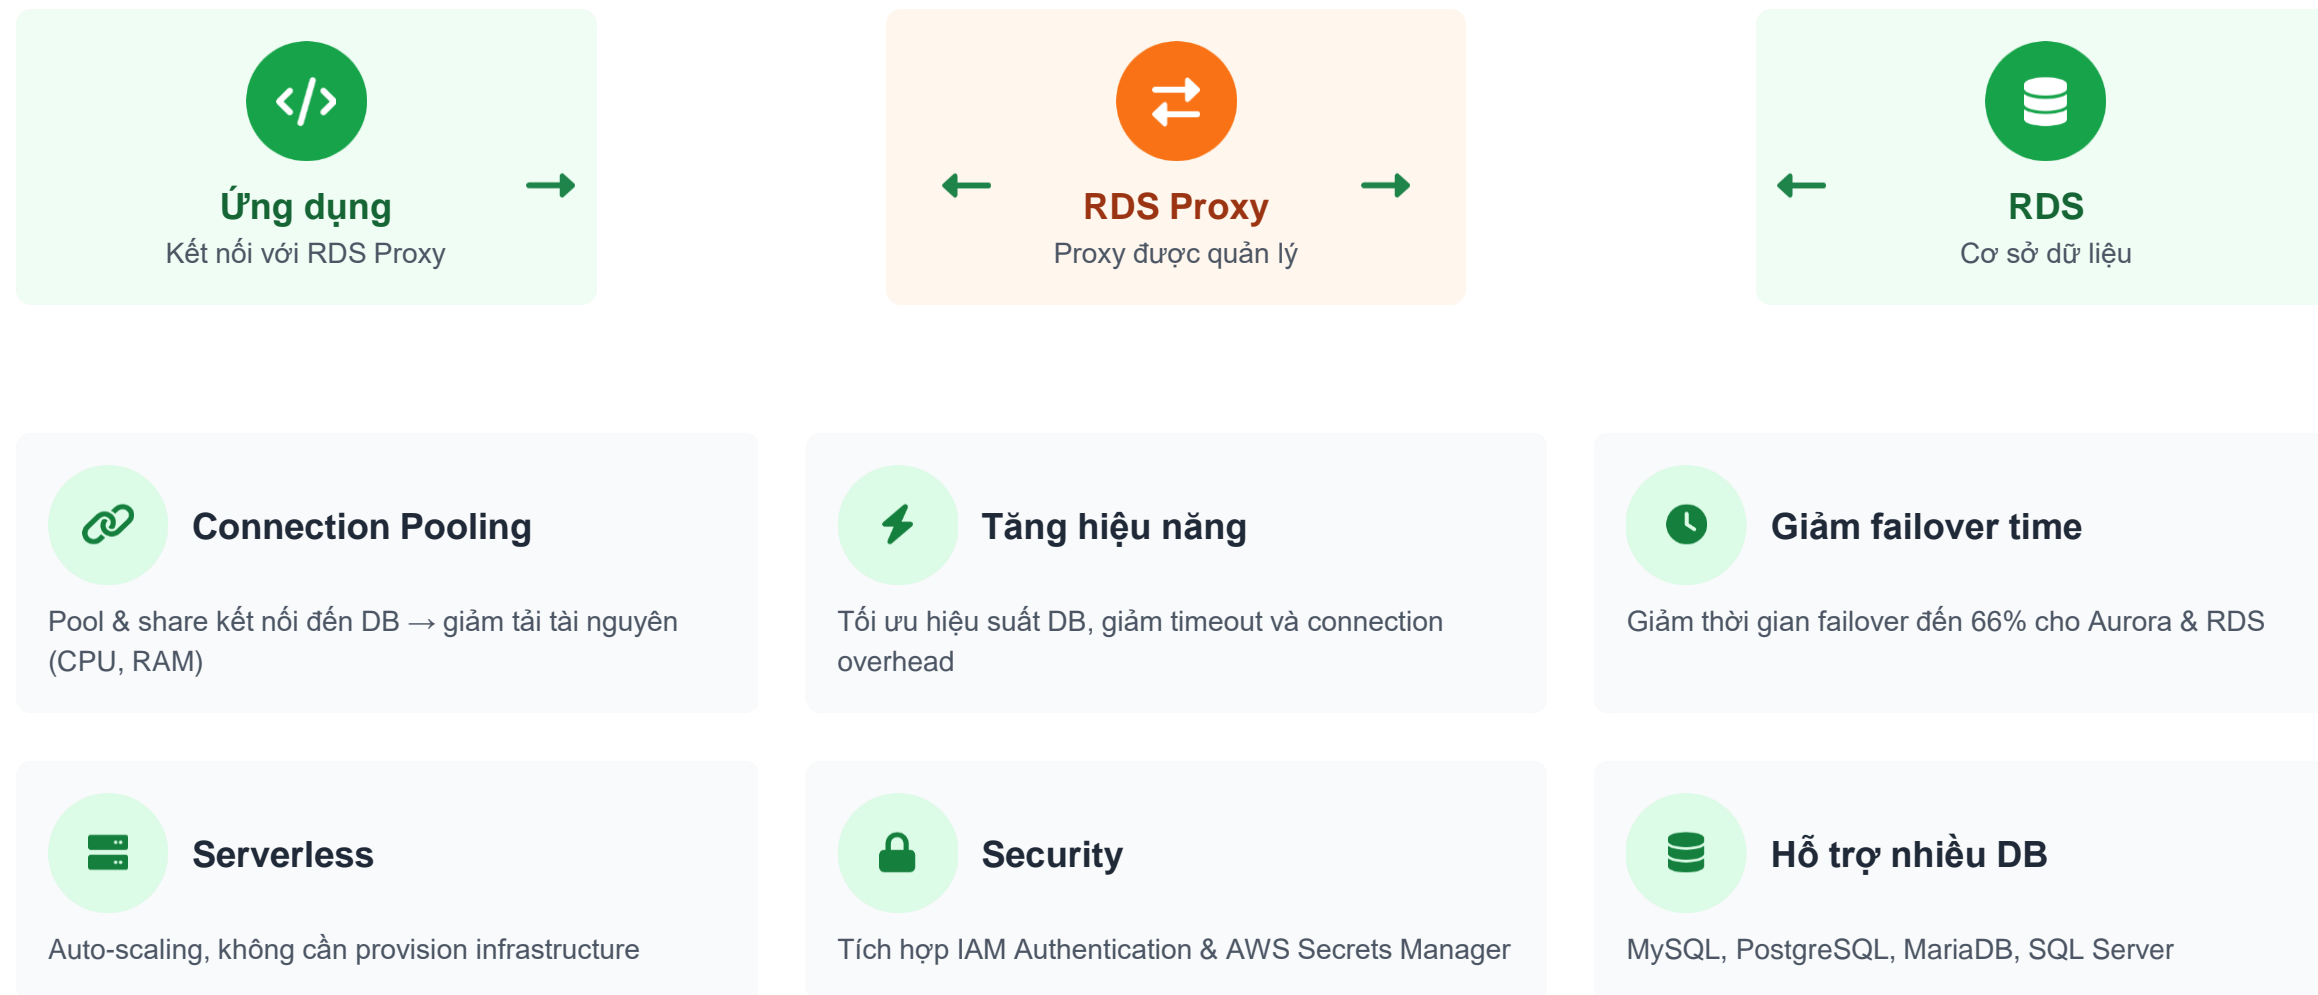 Ứng dụng
Kết nối với RDS Proxy
RDS Proxy
Proxy được quản lý
RDS
Cơ sở dữ liệu
Connection Pooling
Pool & share kết nối đến DB → giảm tải tài nguyên
(CPU, RAM)
Tăng hiệu năng
Tối ưu hiệu suất DB, giảm timeout và connection
overhead
Giảm failover time
Giảm thời gian failover đến 66% cho Aurora & RDS
Serverless
Auto-scaling, không cần provision infrastructure
Security
Tích hợp IAM Authentication & AWS Secrets Manager
Hỗ trợ nhiều DB
MySQL, PostgreSQL, MariaDB, SQL Server